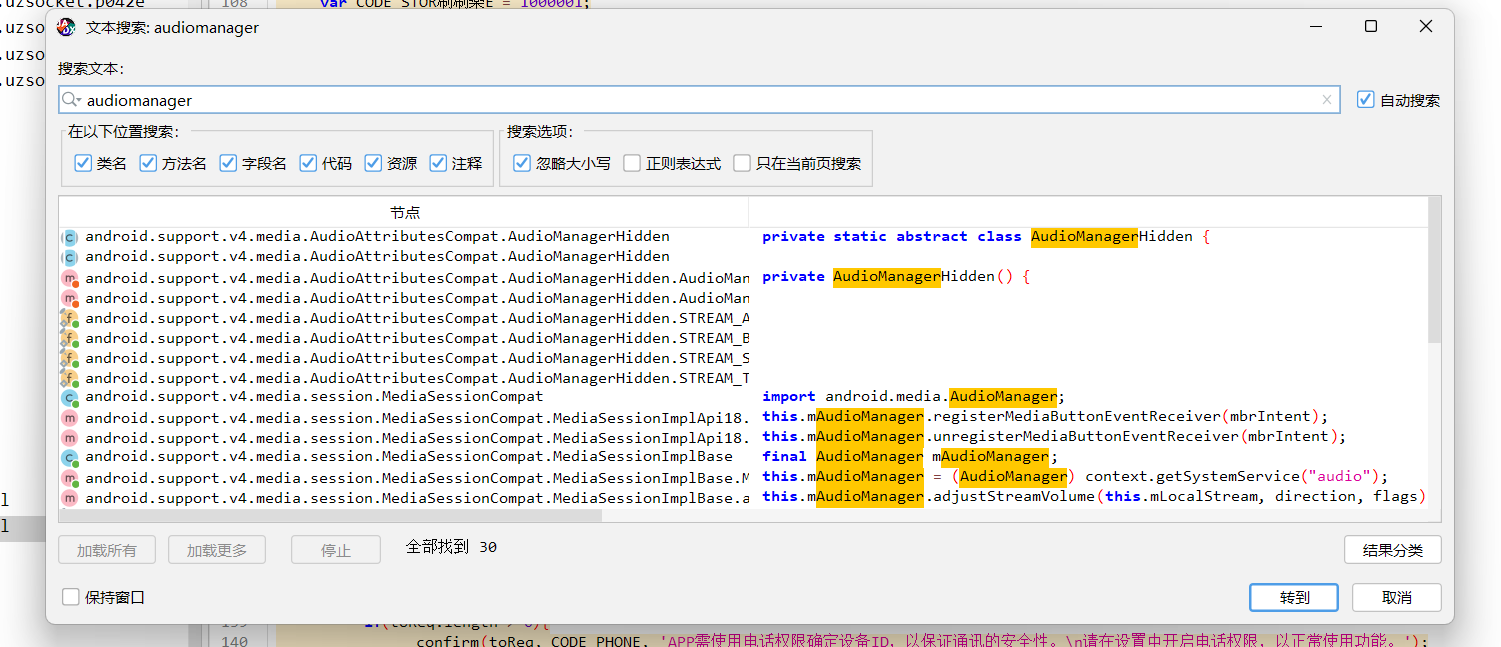 .uzsocket.p042e
108
var CODE_STOR刷刷架E = 1000001;
.uzso
.uzso
.uzso
文本搜索: audiomanager
搜索文本:
audiomanager
自动搜索
在以下位置搜索:
类名 方法名 字段名 代码 资源 注释
搜索选项:
忽略大小写 正则表达式 只在当前页搜索
节点
android.support.v4.media.AudioAttributesCompat.AudioManagerHidden private static abstract class AudioManagerHidden {
android.support.v4.media.AudioAttributesCompat.AudioManagerHidden
android.support.v4.media.AudioAttributesCompat.AudioManagerHidden.AudioMan private AudioManagerHidden() {
android.support.v4.media.AudioAttributesCompat.AudioManagerHidden.AudioMan
android.support.v4.media.AudioAttributesCompat.AudioManagerHidden.STREAM_A
android.support.v4.media.AudioAttributesCompat.AudioManagerHidden.STREAM_B
android.support.v4.media.AudioAttributesCompat.AudioManagerHidden.STREAM_S
android.support.v4.media.AudioAttributesCompat.AudioManagerHidden.STREAM_T
android.support.v4.media.session.MediaSessionCompat import android.media.AudioManager;
android.support.v4.media.session.MediaSessionCompat.MediaSessionImplApi18. this.mAudioManager.registerMediaButtonEventReceiver(mbrIntent);
android.support.v4.media.session.MediaSessionCompat.MediaSessionImplApi18. this.mAudioManager.unregisterMediaButtonEventReceiver(mbrIntent);
android.support.v4.media.session.MediaSessionCompat.MediaSessionImplBase final AudioManager mAudioManager;
android.support.v4.media.session.MediaSessionCompat.MediaSessionImplBase.M this.mAudioManager = (AudioManager) context.getSystemService("audio");
android.support.v4.media.session.MediaSessionCompat.MediaSessionImplBase.a this.mAudioManager.adjustStreamVolume(this.mLocalStream, direction, flags)
l
l
加载所有 加载更多 停止 全部找到 30 结果分类
保持窗口 转到 取消
if(toReq.length > 0){
140 confirm(toReq, CODE_PHONE, 'APP需使用电话权限确定设备ID，以保证通讯的安全性。\n请在设置中开启电话权限，以正常使用功能。');